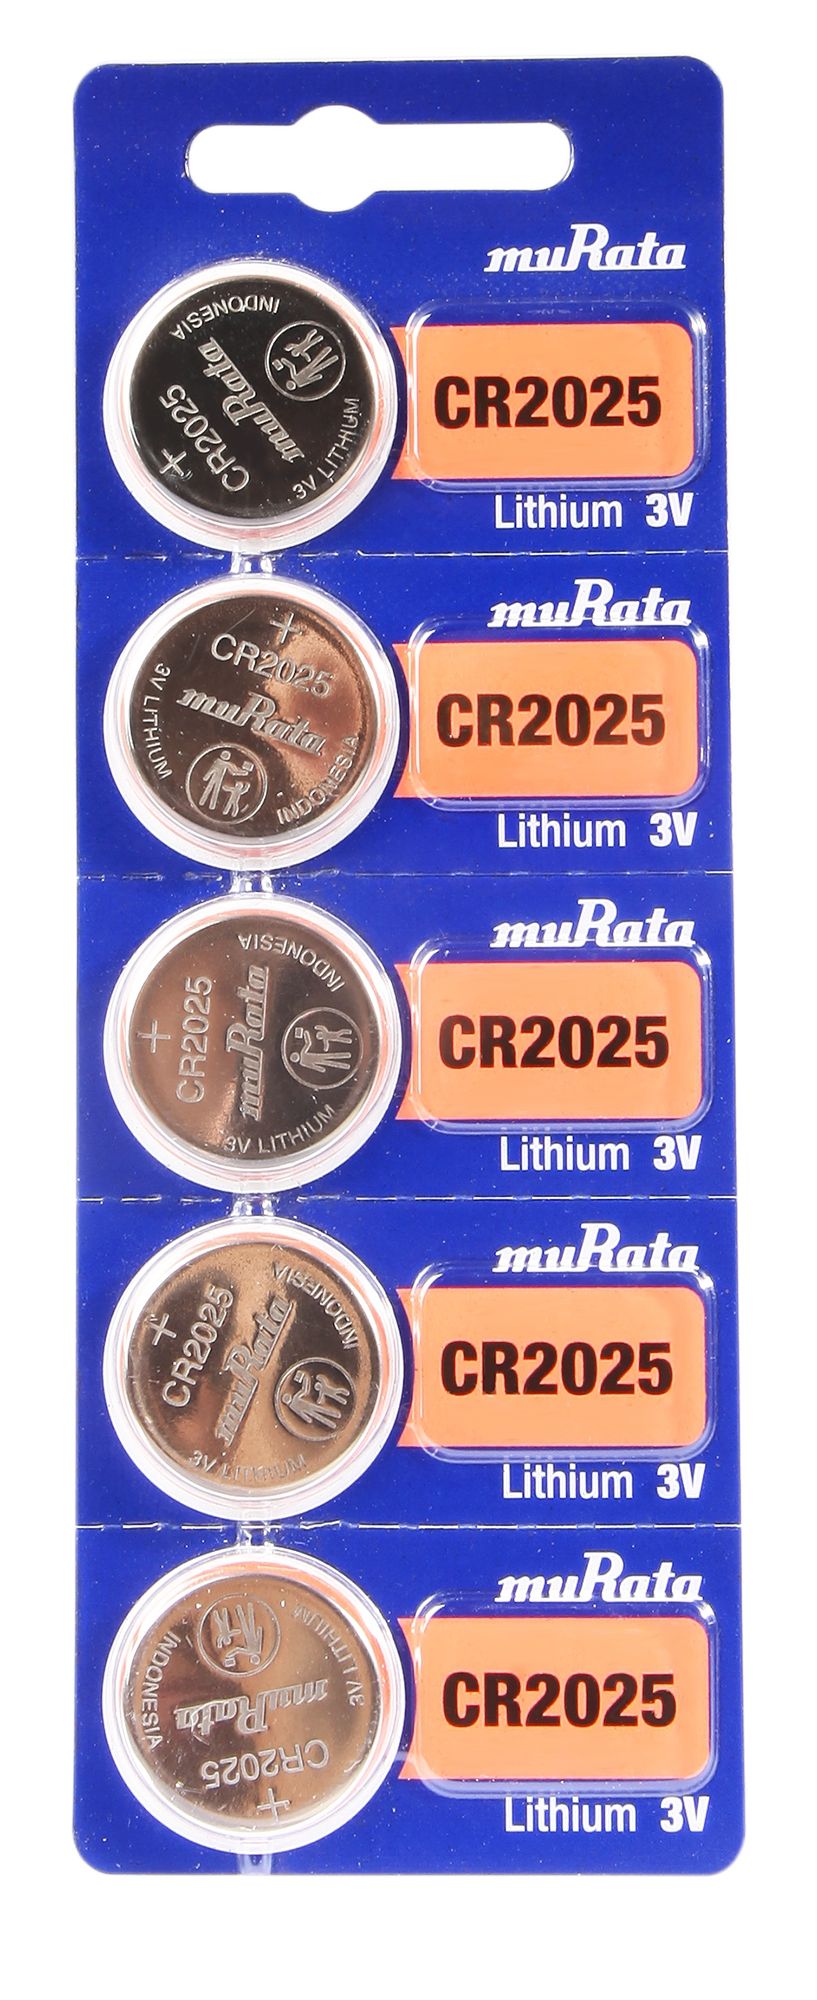 muRata
CR2025
Lithium 3V
INDONESIA
muRata
CR2025
+
3V LITHIUM
muRata
CR2025
Lithium 3V
+
CR2025
muRata
3V LITHIUM
INDONESIA
muRata
CR2025
Lithium 3V
INDONESIA
+
CR2025
muRata
3V LITHIUM
muRata
CR2025
Lithium 3V
INDONESIA
+
CR2025
muRata
3V LITHIUM
muRata
CR2025
Lithium 3V
3V LITHIUM
INDONESIA
muRata
CR2025
+